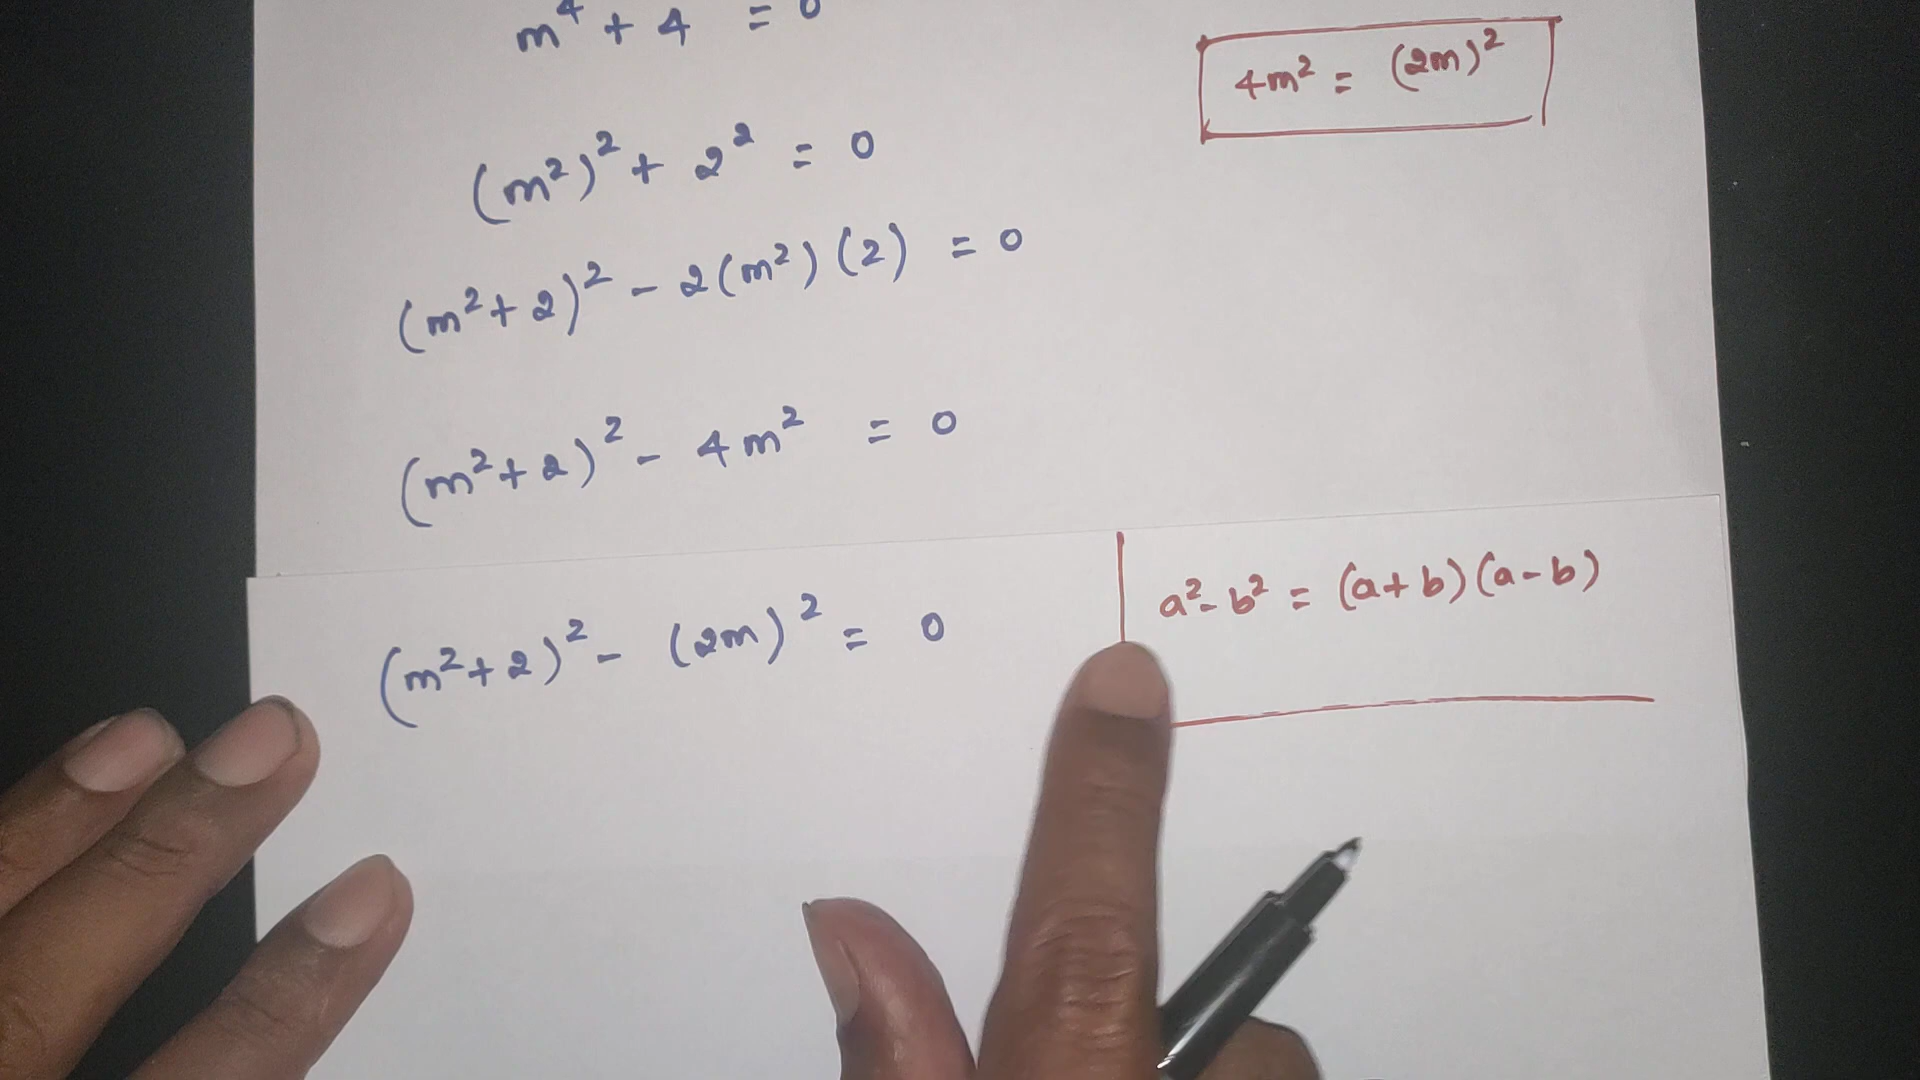 m⁴ + 4 = 0
4m² = (2m)²
(m²)² + 2² = 0
(m²+2)² - 2(m²)(2) = 0
(m²+2)² - 4m² = 0
(m²+2)² - (2m)² = 0
a²-b² = (a+b)(a-b)